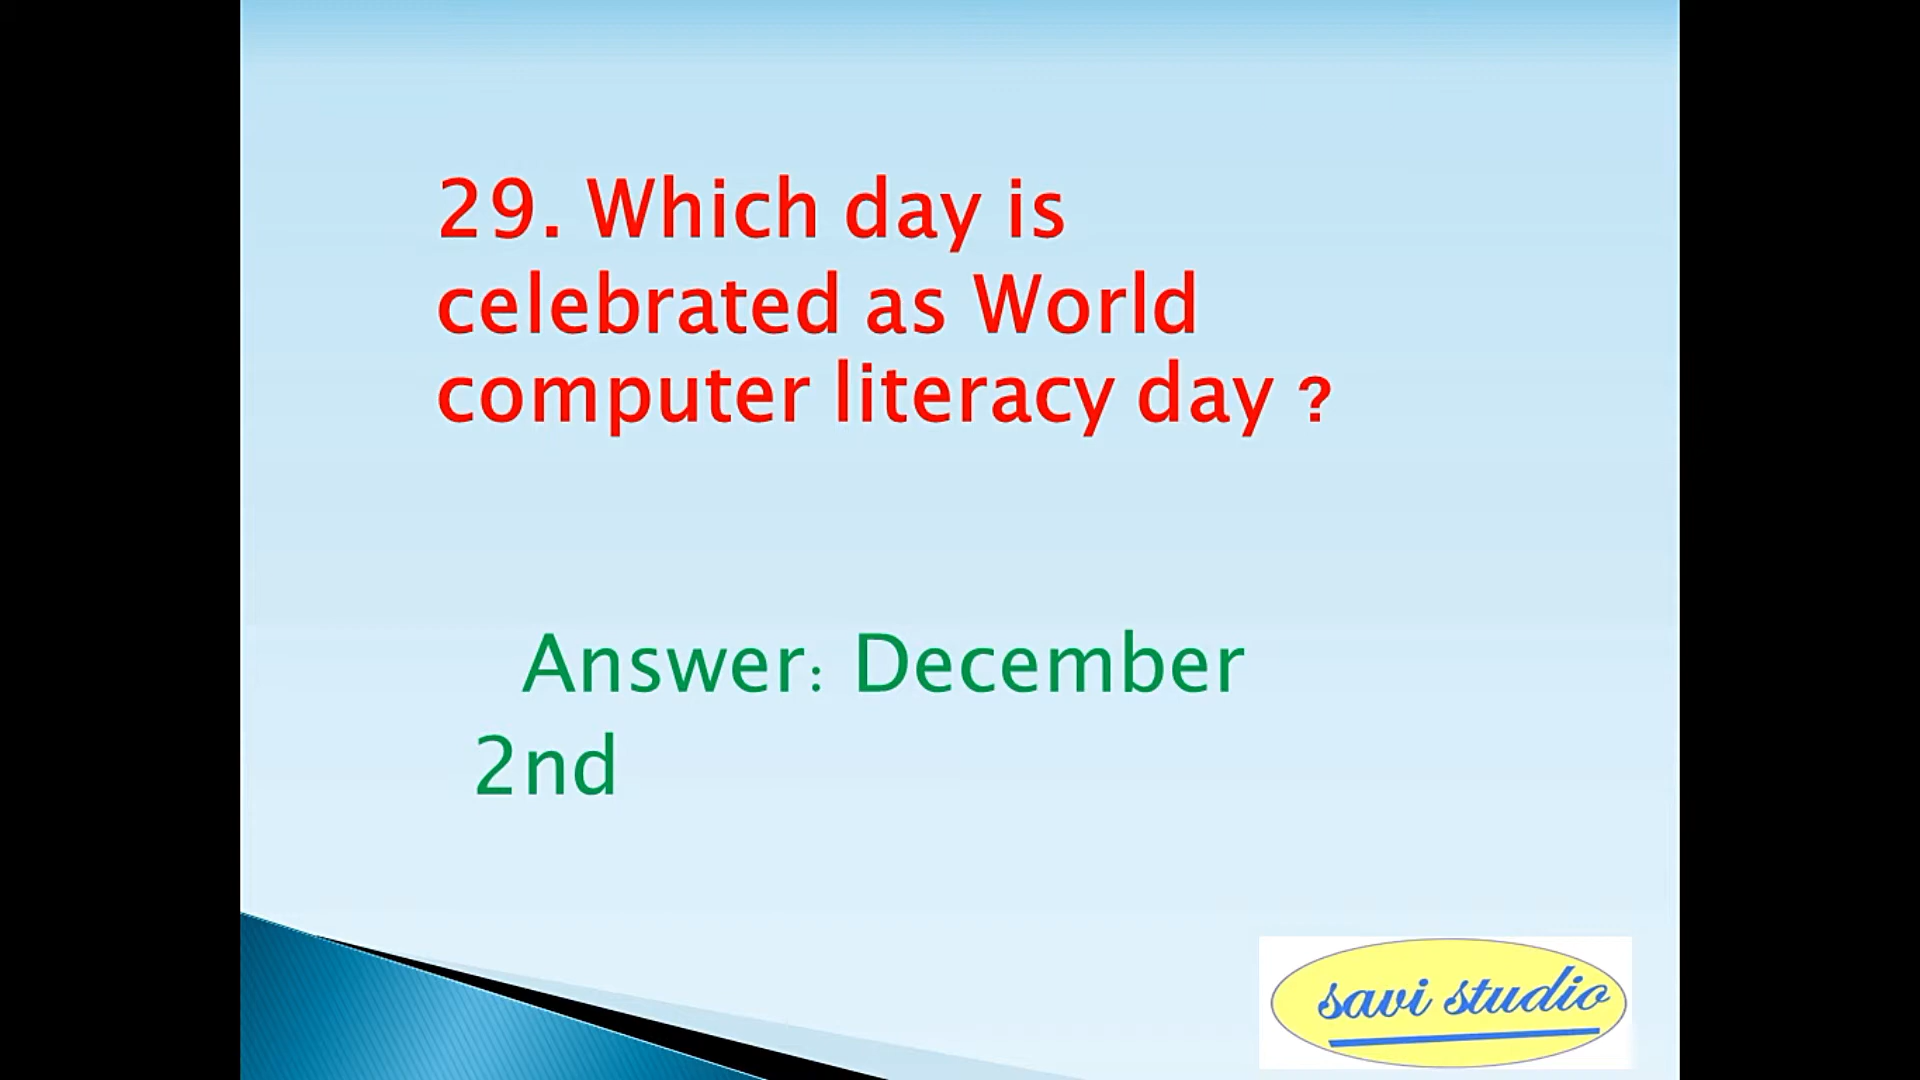 29. Which day is
celebrated as World
computer literacy day ?
Answer: December
2nd
savi studio